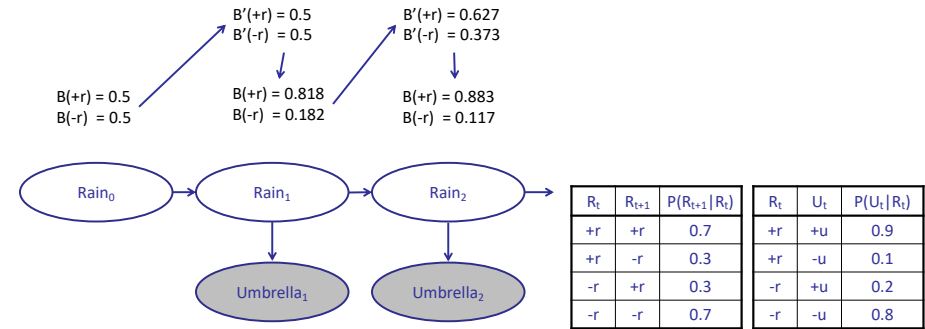 B'(+r) = 0.5
B'(-r) = 0.5
B'(+r) = 0.627
B'(-r) = 0.373
B(+r) = 0.5
B(-r) = 0.5
B(+r) = 0.818
B(-r) = 0.182
B(+r) = 0.883
B(-r) = 0.117
Rain₀
Rain₁
Rain₂
Umbrella₁
Umbrella₂
Rₜ Rₜ₊₁ P(Rₜ₊₁|Rₜ)
+r +r 0.7
+r -r 0.3
-r +r 0.3
-r -r 0.7
Rₜ Uₜ P(Uₜ|Rₜ)
+r +u 0.9
+r -u 0.1
-r +u 0.2
-r -u 0.8